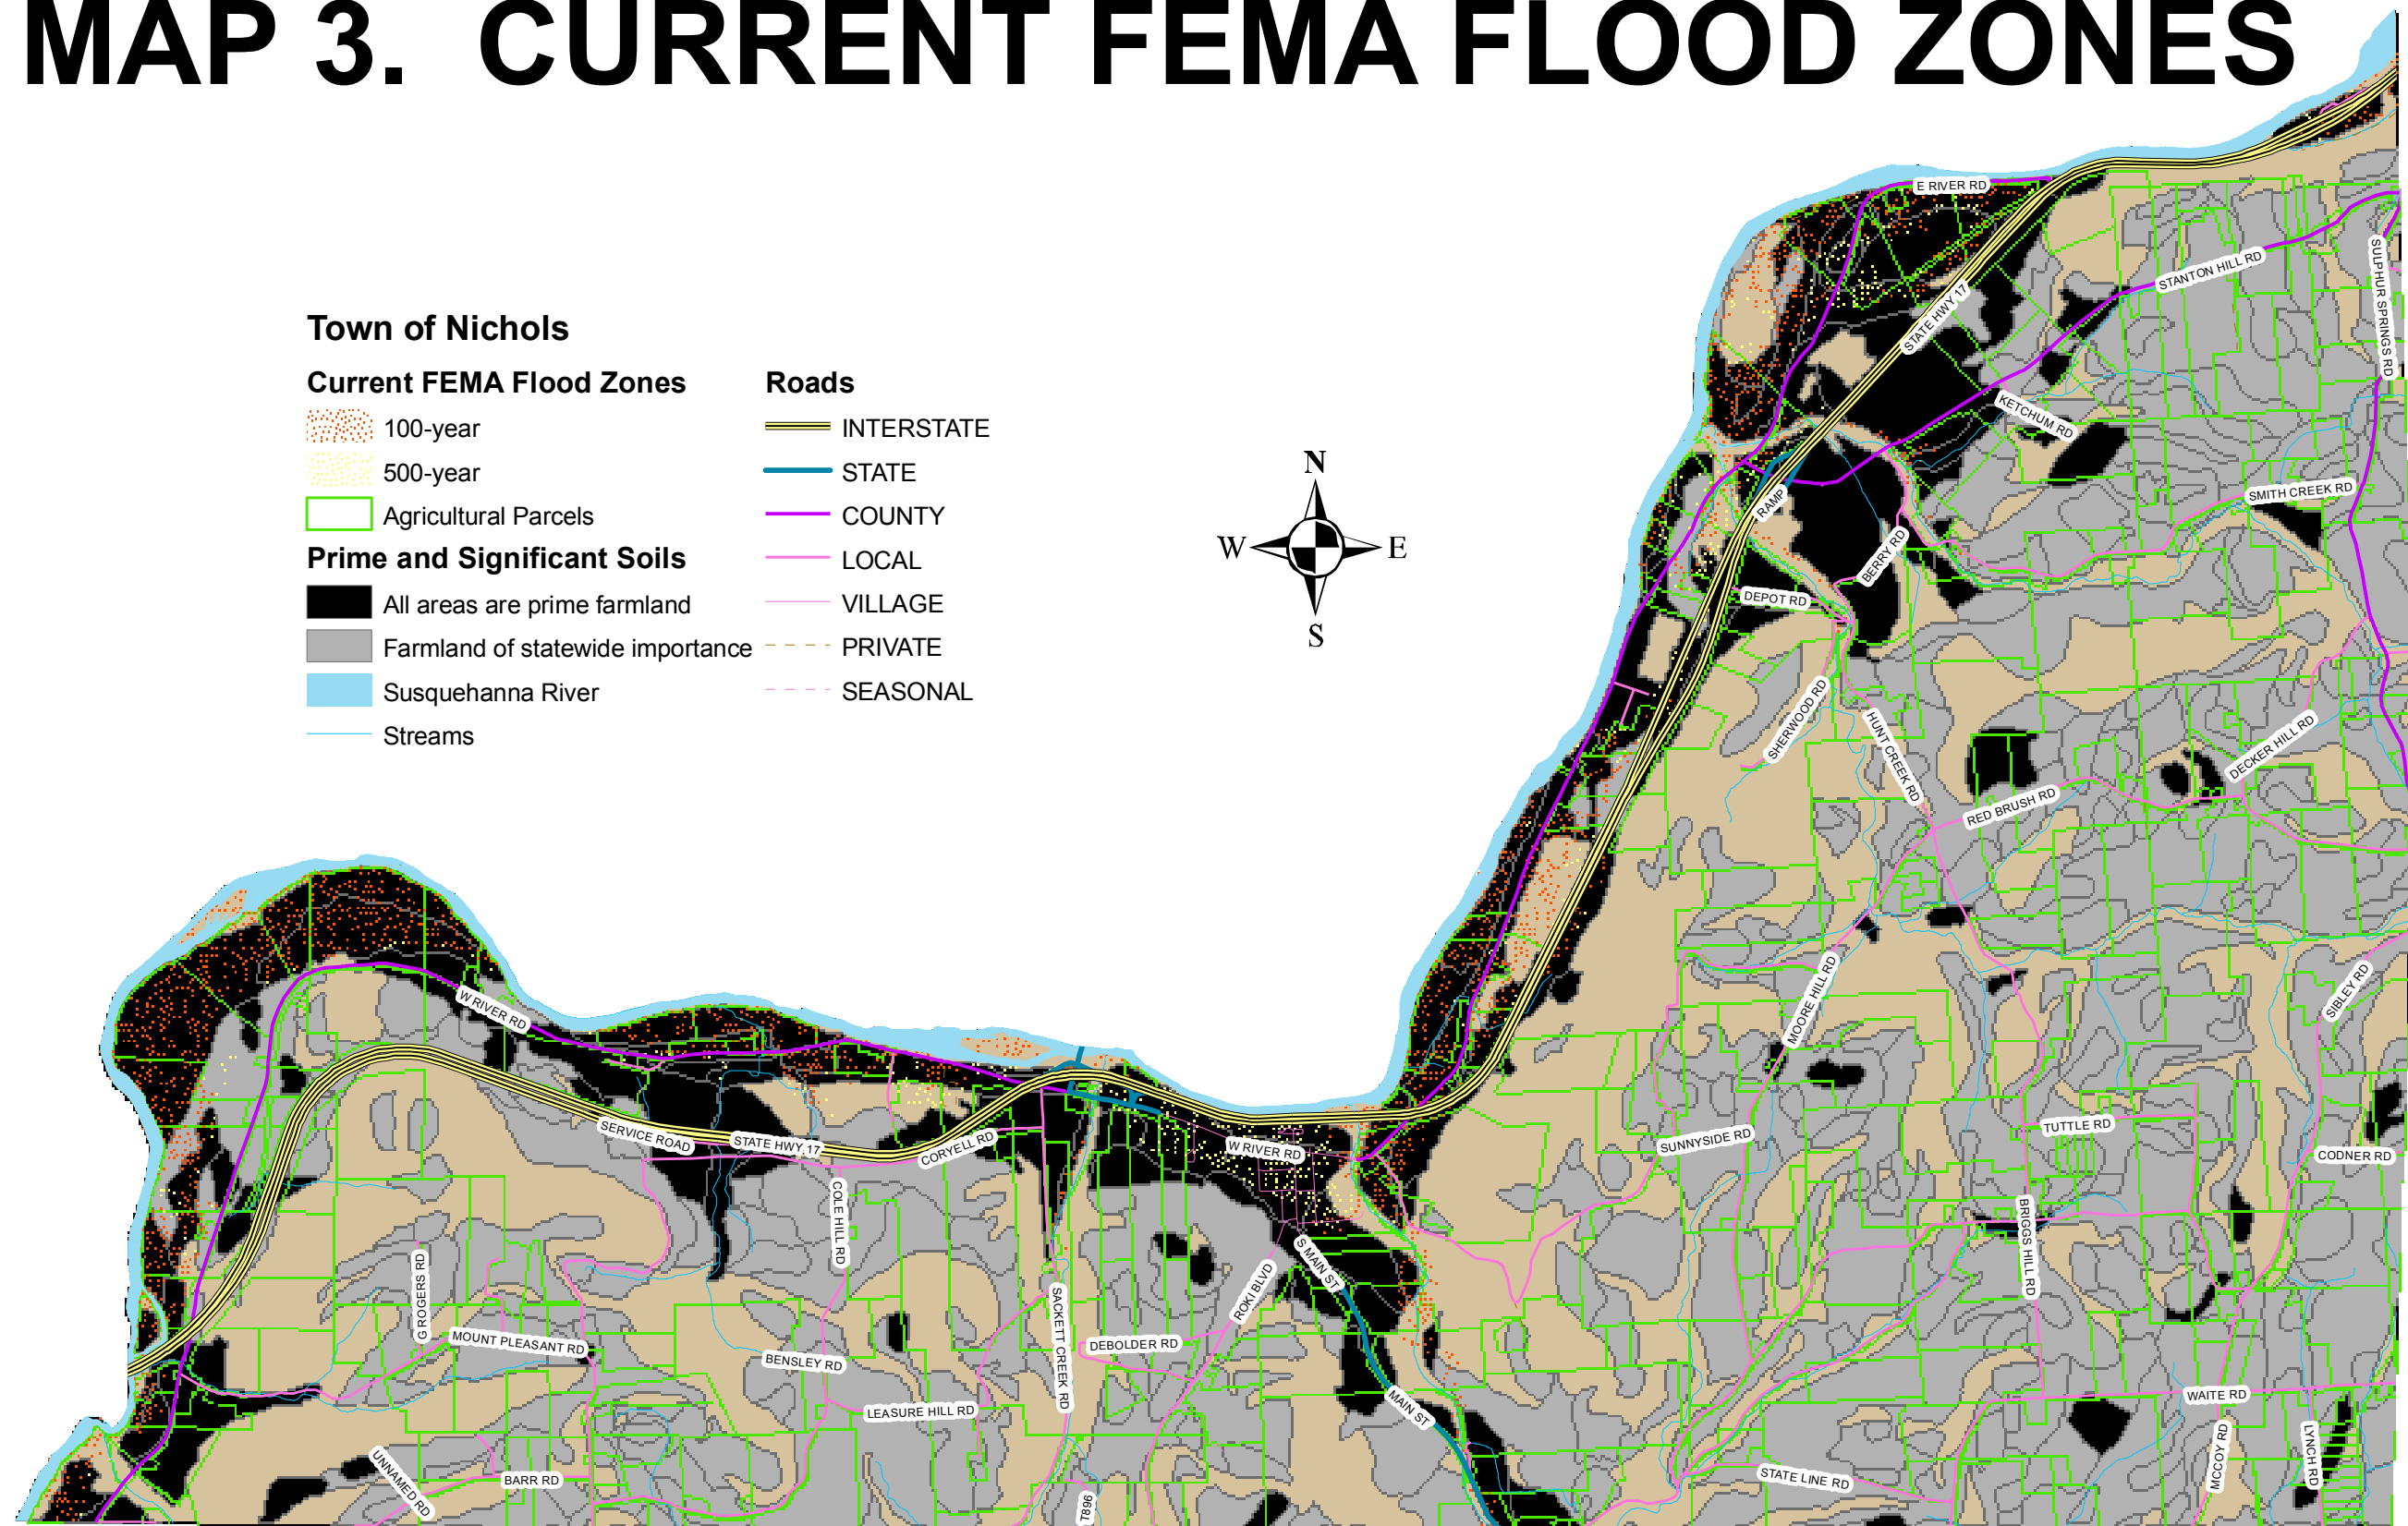 MAP 3. CURRENT FEMA FLOOD ZONES
Town of Nichols
Current FEMA Flood Zones
100-year
500-year
Agricultural Parcels
Prime and Significant Soils
All areas are prime farmland
Farmland of statewide importance
Susquehanna River
Streams
Roads
INTERSTATE
STATE
COUNTY
LOCAL
VILLAGE
PRIVATE
SEASONAL
N
W
E
S
E RIVER RD
STANTON HILL RD
SULPHUR SPRINGS RD
STATE HWY 17
KETCHUM RD
SMITH CREEK RD
RAMP
BERRY RD
DEPOT RD
SHERWOOD RD
HUNT CREEK RD
DECKER HILL RD
RED BRUSH RD
W RIVER RD
MOORE HILL RD
SIBLEY RD
SERVICE ROAD
STATE HWY 17
CORYELL RD
W RIVER RD
SUNNYSIDE RD
TUTTLE RD
CODNER RD
COLE HILL RD
G ROGERS RD
S MAIN ST
ROKI BLVD
BRIGGS HILL RD
MOUNT PLEASANT RD
BENSLEY RD
SACKETT CREEK RD
DEBOLDER RD
LEASURE HILL RD
MAIN ST
WAITE RD
UNNAMED RD
BARR RD
T896
STATE LINE RD
MCCOY RD
LYNCH RD